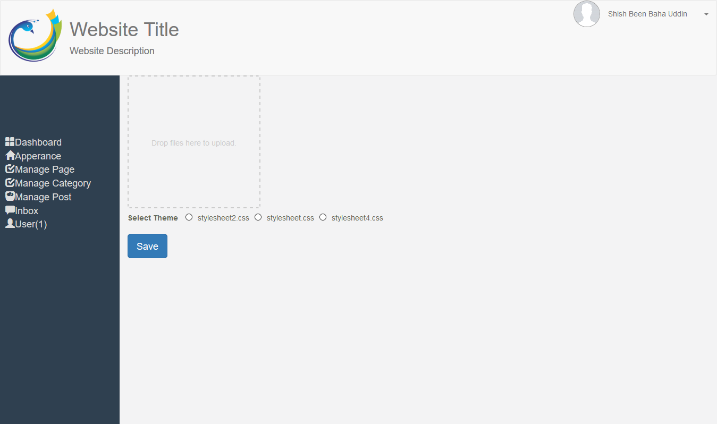 Website Title
Website Description
Shish Been Baha Uddin
Dashboard
Apperance
Manage Page
Manage Category
Manage Post
Inbox
User(1)
Drop files here to upload.
Select Theme stylesheet2.css stylesheet.css stylesheet4.css
Save